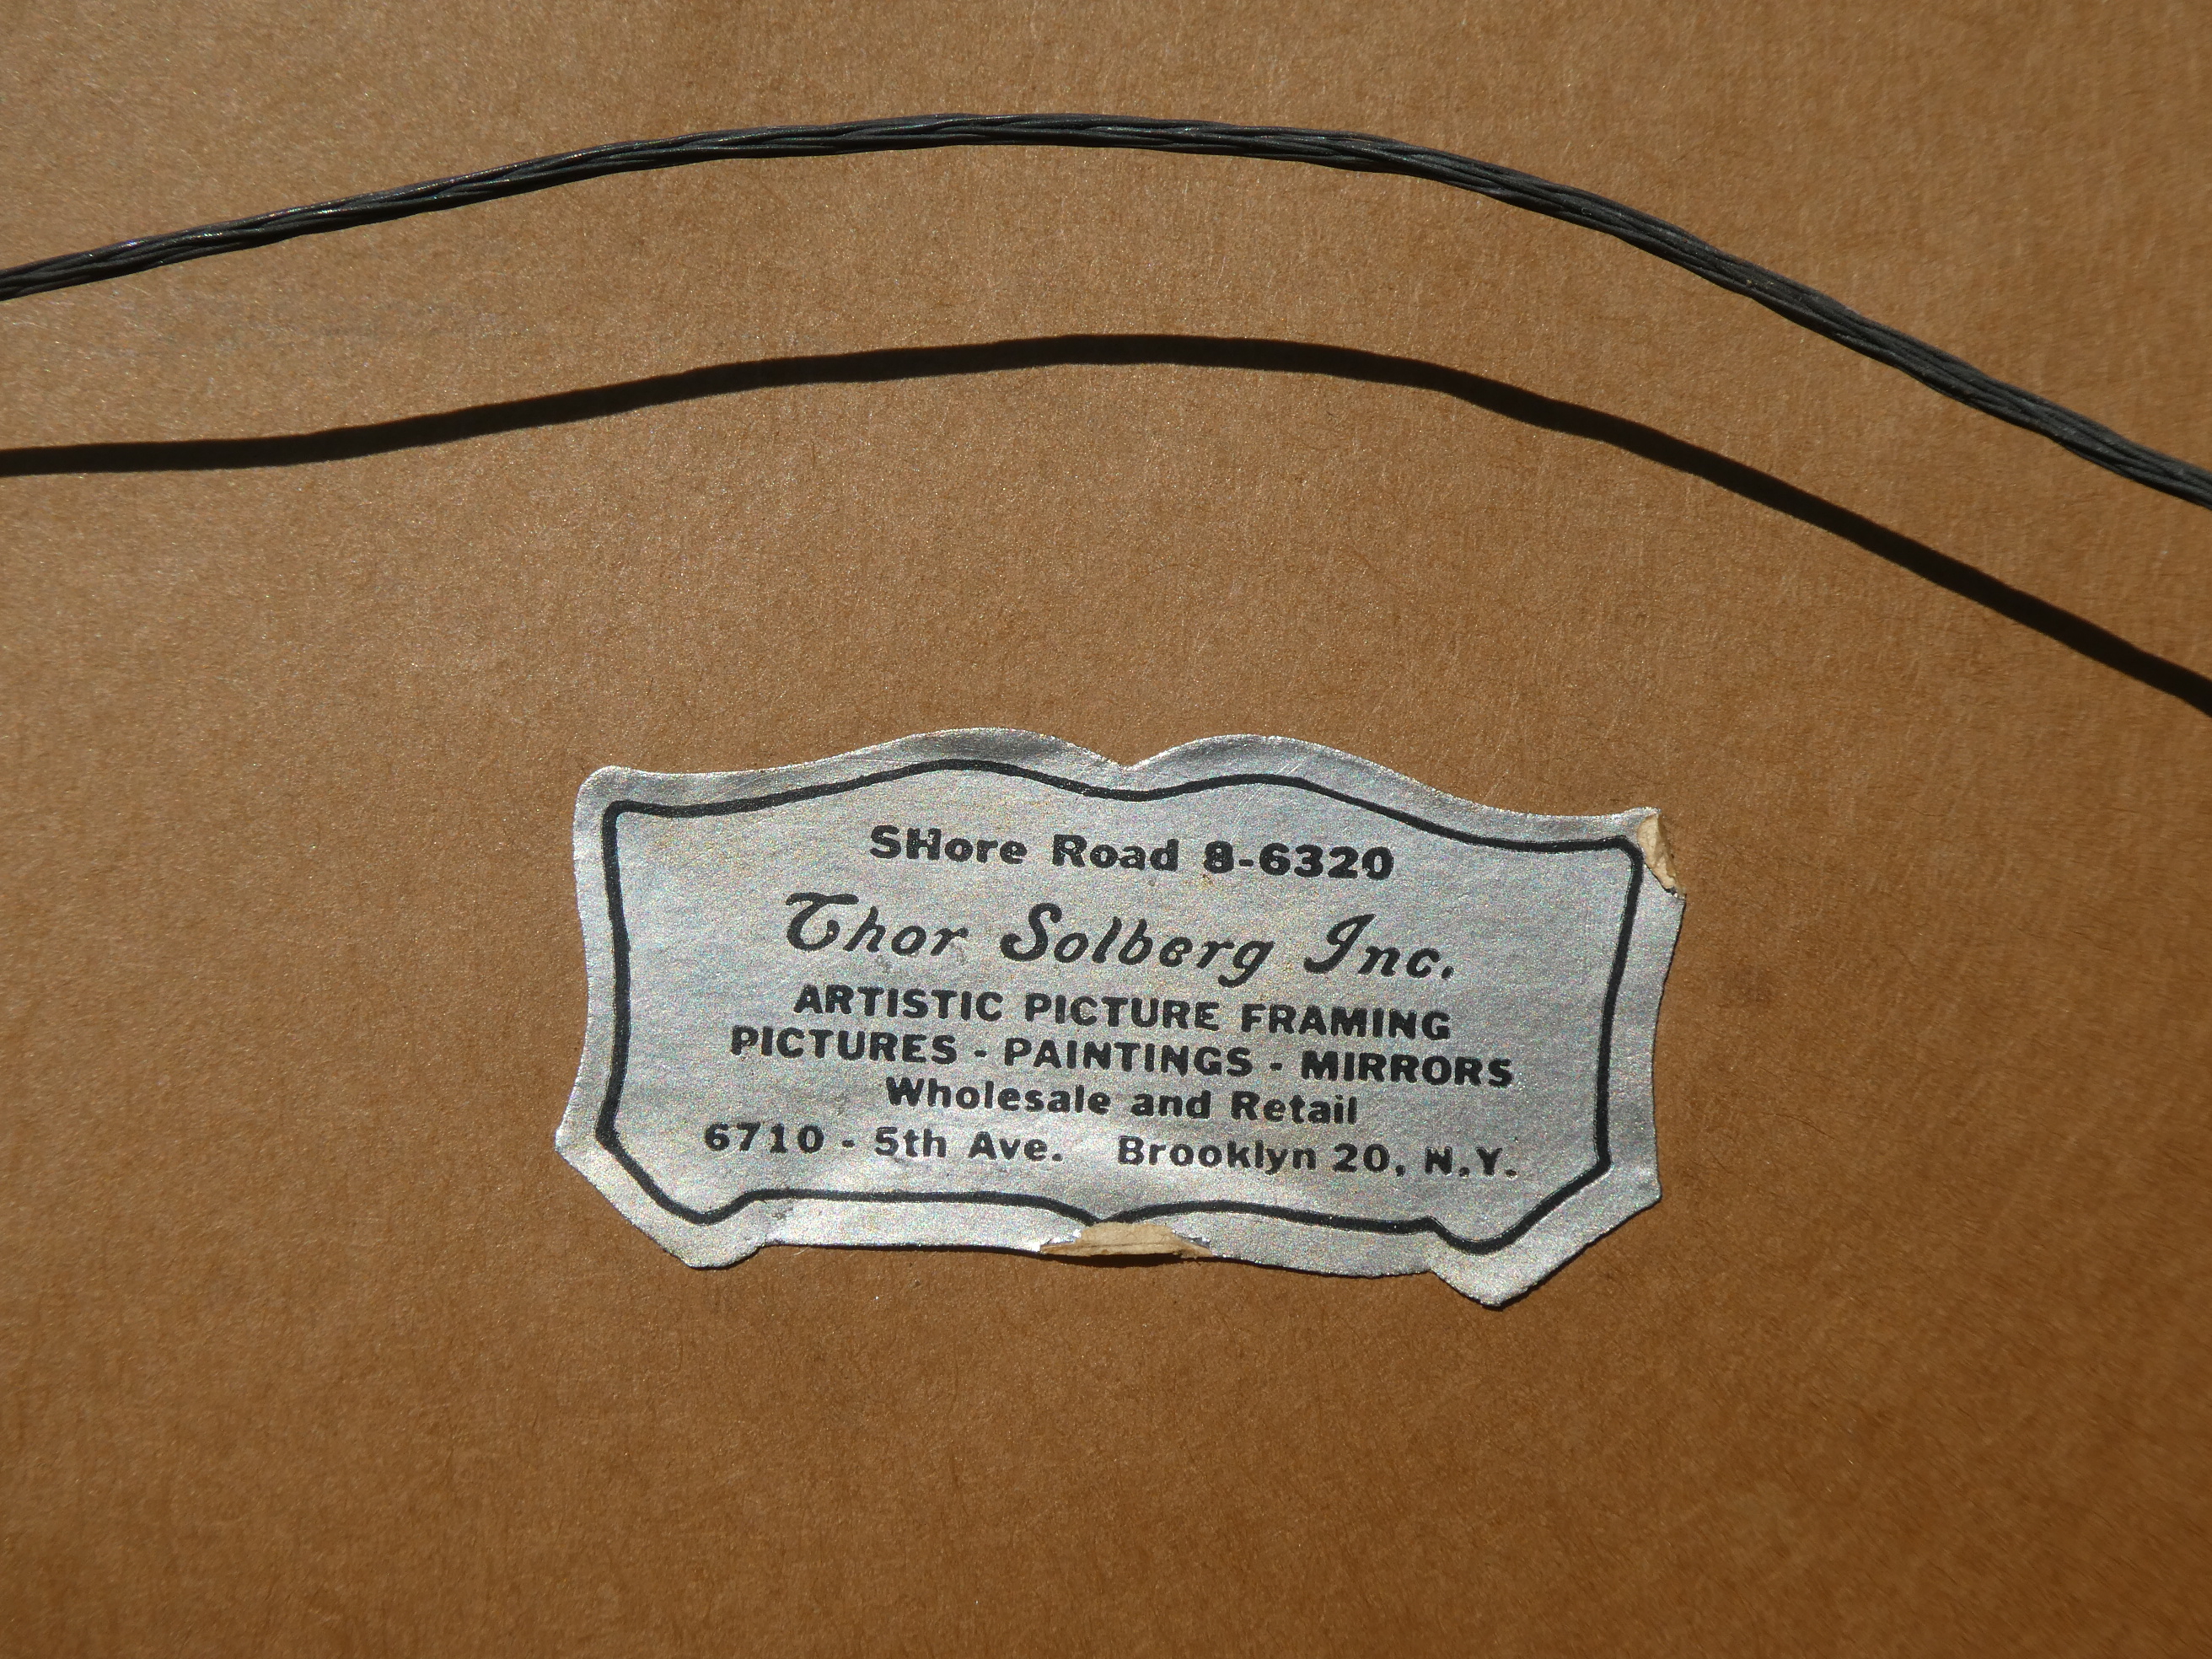 SHore Road 8-6320
Thor Solberg Inc.
ARTISTIC PICTURE FRAMING
PICTURES - PAINTINGS - MIRRORS
Wholesale and Retail
6710 - 5th Ave. Brooklyn 20, N.Y.